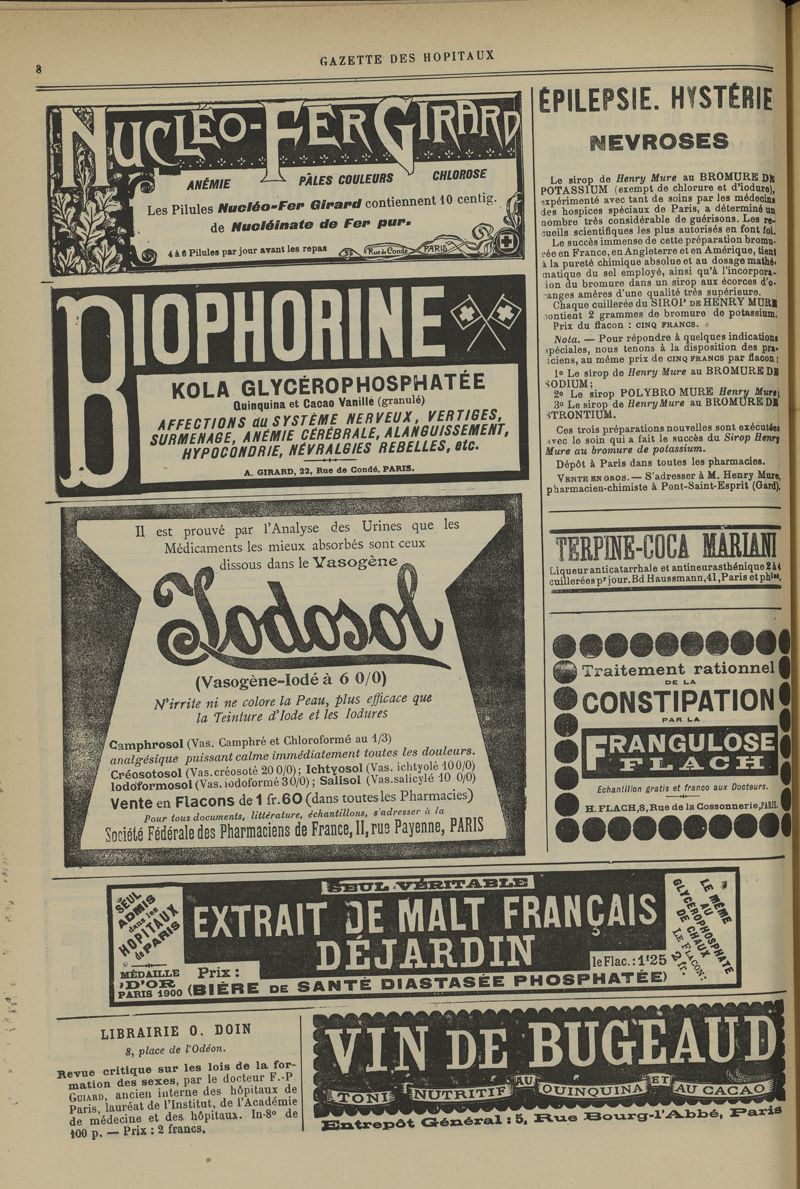 8
GAZETTE DES HOPITAUX
NUCLÉO-FER GIRARD
ANÉMIE PÂLES COULEURS CHLOROSE
Les Pilules Nucléo-Fer Girard contiennent 10 centig.
de Nucléinate de Fer pur.
4 à 6 Pilules par jour avant les repas 22 Rue de Condé PARIS
BIOPHORINE
KOLA GLYCÉROPHOSPHATÉE
Quinquina et Cacao Vanillé (granulé)
AFFECTIONS du SYSTÈME NERVEUX, VERTIGES,
SURMENAGE, ANÉMIE CÉRÉBRALE, ALANGUISSEMENT,
HYPOCONDRIE, NÉVRALGIES REBELLES, etc.
A. GIRARD, 22, Rue de Condé, PARIS.
Il est prouvé par l'Analyse des Urines que les
Médicaments les mieux absorbés sont ceux
dissous dans le Vasogène
Iodosol
(Vasogène-Iodé à 6 0/0)
N'irrite ni ne colore la Peau, plus efficace que
la Teinture d'Iode et les Iodures
Camphrosol (Vas. Camphré et Chloroformé au 1/3)
analgésique puissant calme immédiatement toutes les douleurs.
Créosotosol (Vas. créosoté 20 0/0); Ichtyosol (Vas. ichtyolé 10 0/0)
Iodoformosol (Vas. iodoformé 3 0/0); Salisol (Vas. salicylé 10 0/0)
Vente en Flacons de 1 fr. 60 (dans toutes les Pharmacies)
Pour tous documents, littérature, échantillons, s'adresser à la
Société Fédérale des Pharmaciens de France, 11, rue Payenne, PARIS
ÉPILEPSIE. HYSTÉRIE
NEVROSES
Le sirop de Henry Mure au BROMURE DE
POTASSIUM (exempt de chlorure et d'iodure),
expérimenté avec tant de soins par les médecins
des hospices spéciaux de Paris, a déterminé un
nombre très considérable de guérisons. Les re-
cueils scientifiques les plus autorisés en font foi.
Le succès immense de cette préparation bromu-
rée en France, en Angleterre et en Amérique, tient
à la pureté chimique absolue et au dosage mathé-
matique du sel employé, ainsi qu'à l'incorpora-
ion du bromure dans un sirop aux écorces d'o-
ranges amères d'une qualité très supérieure.
Chaque cuillerée du SIROP DE HENRY MURE
contient 2 grammes de bromure de potassium.
Prix du flacon : CINQ FRANCS.
Nota. — Pour répondre à quelques indications
spéciales, nous tenons à la disposition des pra-
iciens, au même prix de CINQ FRANCS par flacon :
1o Le sirop de Henry Mure au BROMURE DE
SODIUM ;
2o Le sirop POLYBRO MURE Henry Mure;
3o Le sirop de Henry Mure au BROMURE DE
STRONTIUM.
Ces trois préparations nouvelles sont exécutées
avec le soin qui a fait le succès du Sirop Henry
Mure au bromure de potassium.
Dépôt à Paris dans toutes les pharmacies.
VENTE EN GROS. — S'adresser à M. Henry Mure,
pharmacien-chimiste à Pont-Saint-Esprit (Gard).
TERPINE-COCA MARIANI
Liqueur anticatarrhale et antineurasthénique 2 à 4
cuillerées pr jour. Bd Haussmann, 41, Paris et phies.
Traitement rationnel
DE LA
CONSTIPATION
PAR LA
FRANGULOSE
FLACH
Echantillon gratis et franco aux Docteurs.
H. FLACH, 8, Rue de la Cossonnerie, PARIS.
SEUL VÉRITABLE
SEUL
ADMIS
dans les
HOPITAUX
de PARIS
MÉDAILLE
D'OR
PARIS 1900
EXTRAIT DE MALT FRANÇAIS
DÉJARDIN
Prix :
le Flac. : 1f25
(BIÈRE DE SANTÉ DIASTASÉE PHOSPHATÉE)
LE MÊME
AU
GLYCÉROPHOSPHATE
DE CHAUX
LE FLACON:
2 fr.
LIBRAIRIE O. DOIN
8, place de l'Odéon.
Revue critique sur les lois de la for-
mation des sexes, par le docteur F.-P
GUIARD, ancien interne des hôpitaux de
Paris, lauréat de l'Institut, de l'Académie
de médecine et des hôpitaux. In-8o de
100 p. — Prix : 2 francs.
VIN DE BUGEAUD
TONI NUTRITIF AU QUINQUINA ET AU CACAO
Entrepôt Général : 5, Rue Bourg-l'Abbé, Paris